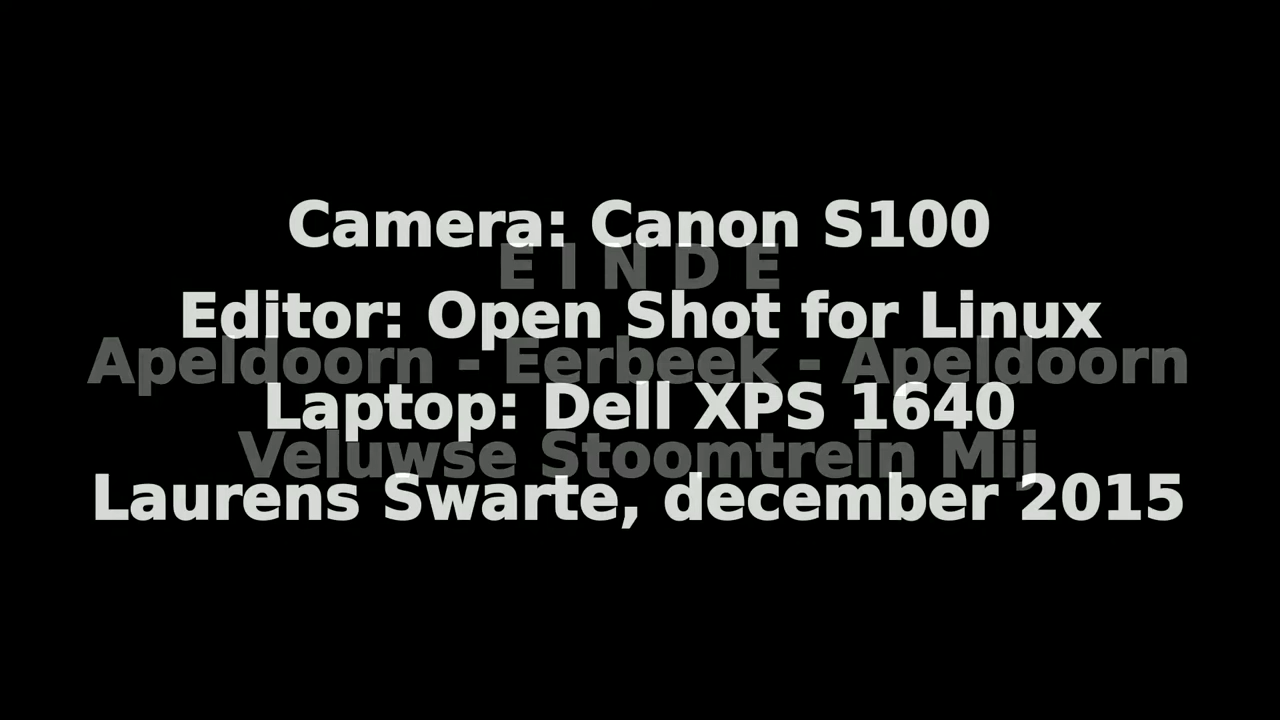 Camera: Canon S100
E I N D E
Editor: Open Shot for Linux
Apeldoorn - Eerbeek - Apeldoorn
Laptop: Dell XPS 1640
Veluwse Stoomtrein Mij
Laurens Swarte, december 2015